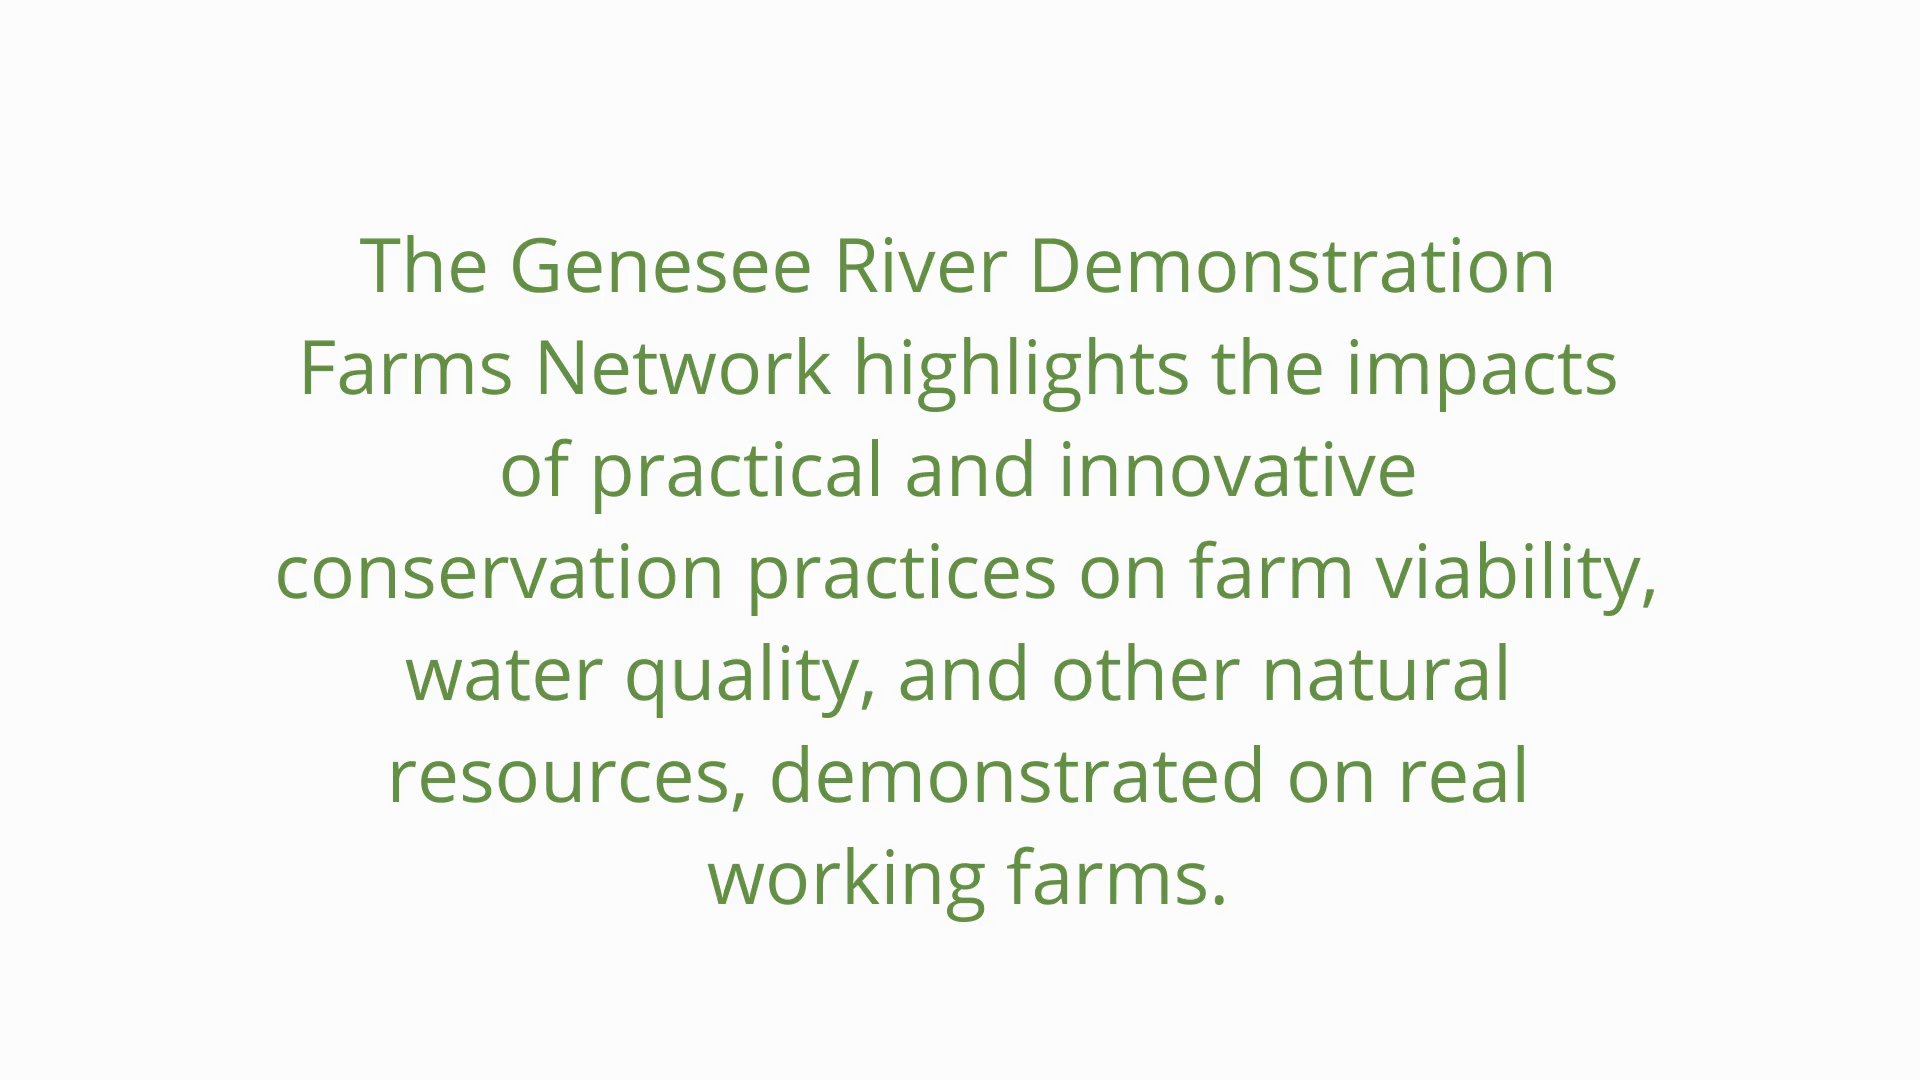 The Genesee River Demonstration
Farms Network highlights the impacts
of practical and innovative
conservation practices on farm viability,
water quality, and other natural
resources, demonstrated on real
working farms.